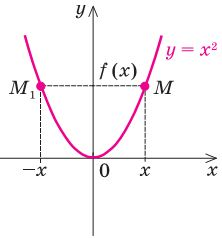 y
y = x²
f(x)
M₁ M
−x 0 x x